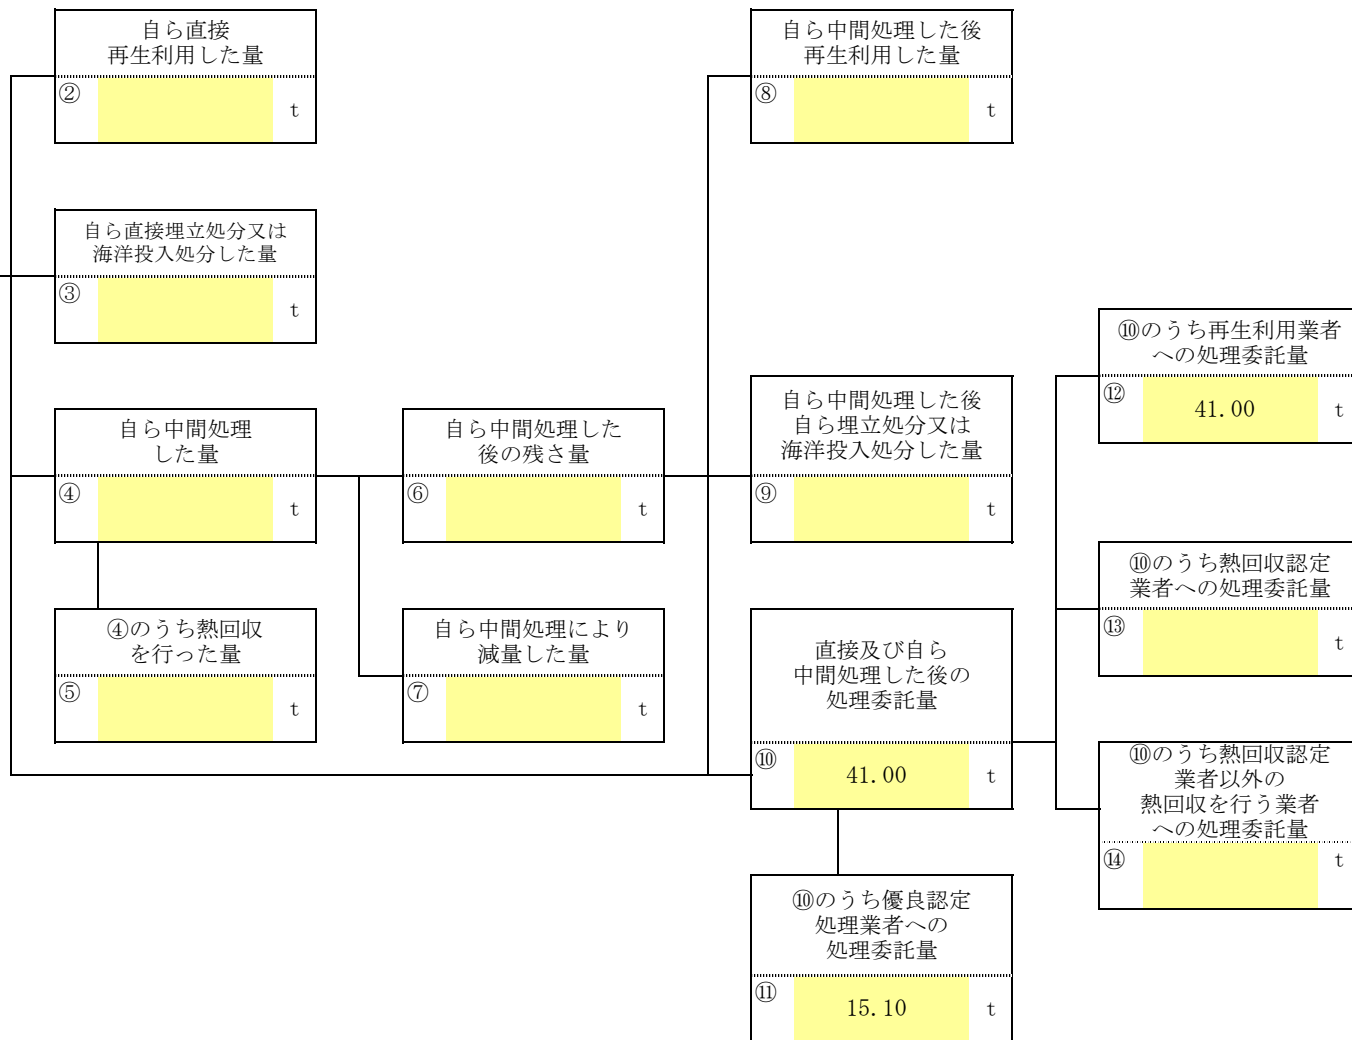 自ら直接
再生利用した量
② t
自ら中間処理した後
再生利用した量
⑧ t
自ら直接埋立処分又は
海洋投入処分した量
③ t
⑩のうち再生利用業者
への処理委託量
⑫ 41.00 t
自ら中間処理
した量
④ t
自ら中間処理した
後の残さ量
⑥ t
自ら中間処理した後
自ら埋立処分又は
海洋投入処分した量
⑨ t
⑩のうち熱回収認定
業者への処理委託量
⑬ t
④のうち熱回収
を行った量
⑤ t
自ら中間処理により
減量した量
⑦ t
直接及び自ら
中間処理した後の
処理委託量
⑩ 41.00 t
⑩のうち熱回収認定
業者以外の
熱回収を行う業者
への処理委託量
⑭ t
⑩のうち優良認定
処理業者への
処理委託量
⑪ 15.10 t